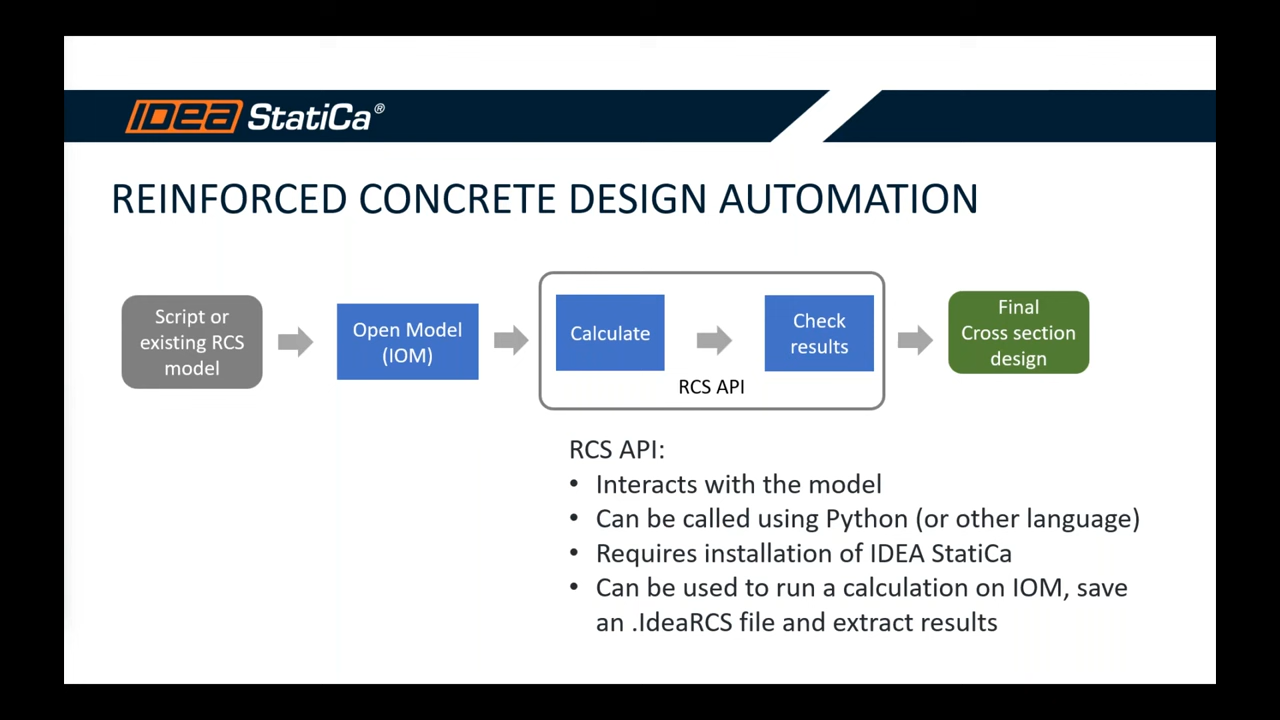 IDEA StatiCa®
REINFORCED CONCRETE DESIGN AUTOMATION
Script or
existing RCS
model
Open Model
(IOM)
Calculate
Check
results
RCS API
Final
Cross section
design
RCS API:
• Interacts with the model
• Can be called using Python (or other language)
• Requires installation of IDEA StatiCa
• Can be used to run a calculation on IOM, save
an .IdeaRCS file and extract results